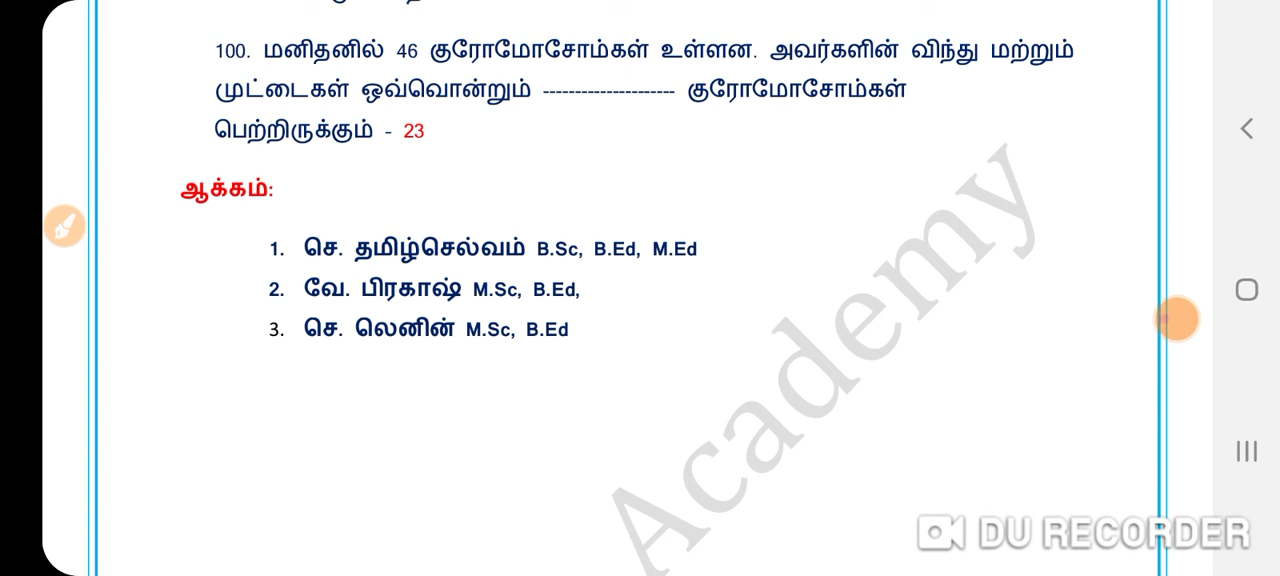 100. மனிதனில் 46 குரோமோசோம்கள் உள்ளன. அவர்களின் விந்து மற்றும்
முட்டைகள் ஒவ்வொன்றும் --------------------- குரோமோசோம்கள்
பெற்றிருக்கும் - 23
ஆக்கம்:
1. செ. தமிழ்செல்வம் B.Sc, B.Ed, M.Ed
2. வே. பிரகாஷ் M.Sc, B.Ed,
3. செ. லெனின் M.Sc, B.Ed
Academy
DU RECORDER